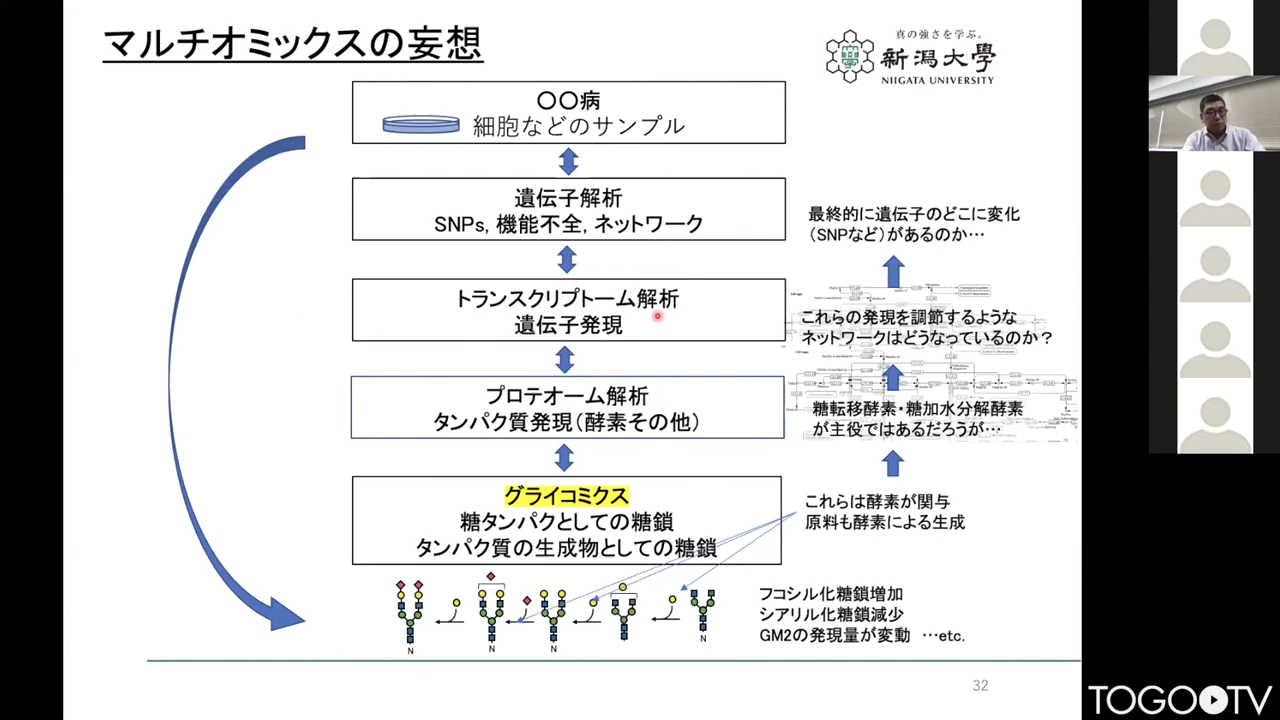 マルチオミックスの妄想
真の強さを学ぶ。
新潟大學
NIIGATA UNIVERSITY
〇〇病
細胞などのサンプル
遺伝子解析
SNPs, 機能不全, ネットワーク
トランスクリプトーム解析
遺伝子発現
プロテオーム解析
タンパク質発現（酵素その他）
グライコミクス
糖タンパクとしての糖鎖
タンパク質の生成物としての糖鎖
最終的に遺伝子のどこに変化
（SNPなど）があるのか…
これらの発現を調節するような
ネットワークはどうなっているのか？
糖転移酵素・糖加水分解酵素
が主役ではあるだろうが…
これらは酵素が関与
原料も酵素による生成
N
N
N
N
N
フコシル化糖鎖増加
シアリル化糖鎖減少
GM2の発現量が変動 …etc.
32
TOGOTV